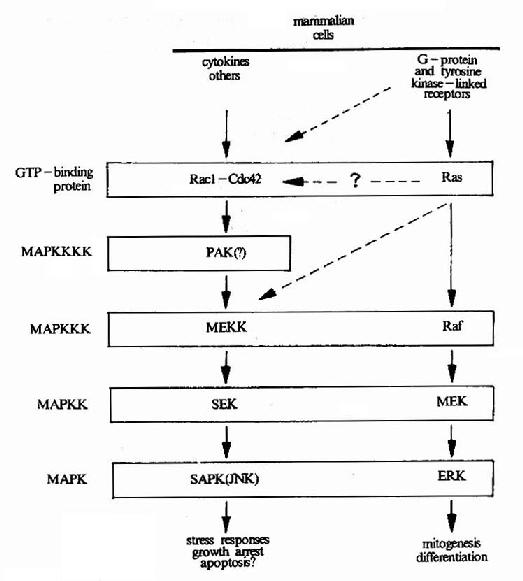 mammalian
cells
cytokines
others
G-protein
and tyrosine
kinase-linked
receptors
GTP-binding
protein
Rac1-Cdc42
?
Ras
MAPKKKK
PAK(?)
MAPKKK
MEKK
Raf
MAPKK
SEK
MEK
MAPK
SAPK(JNK)
ERK
stress responses
growth arrest
apoptosis?
mitogenesis
differentiation